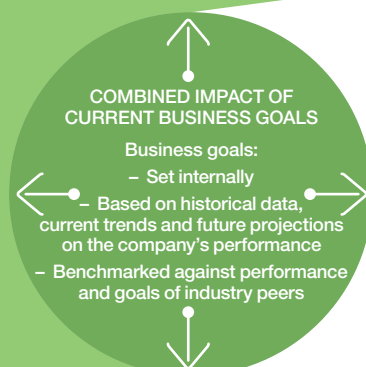 COMBINED IMPACT OF
CURRENT BUSINESS GOALS
Business goals:
– Set internally
– Based on historical data,
current trends and future projections
on the company’s performance
– Benchmarked against performance
and goals of industry peers